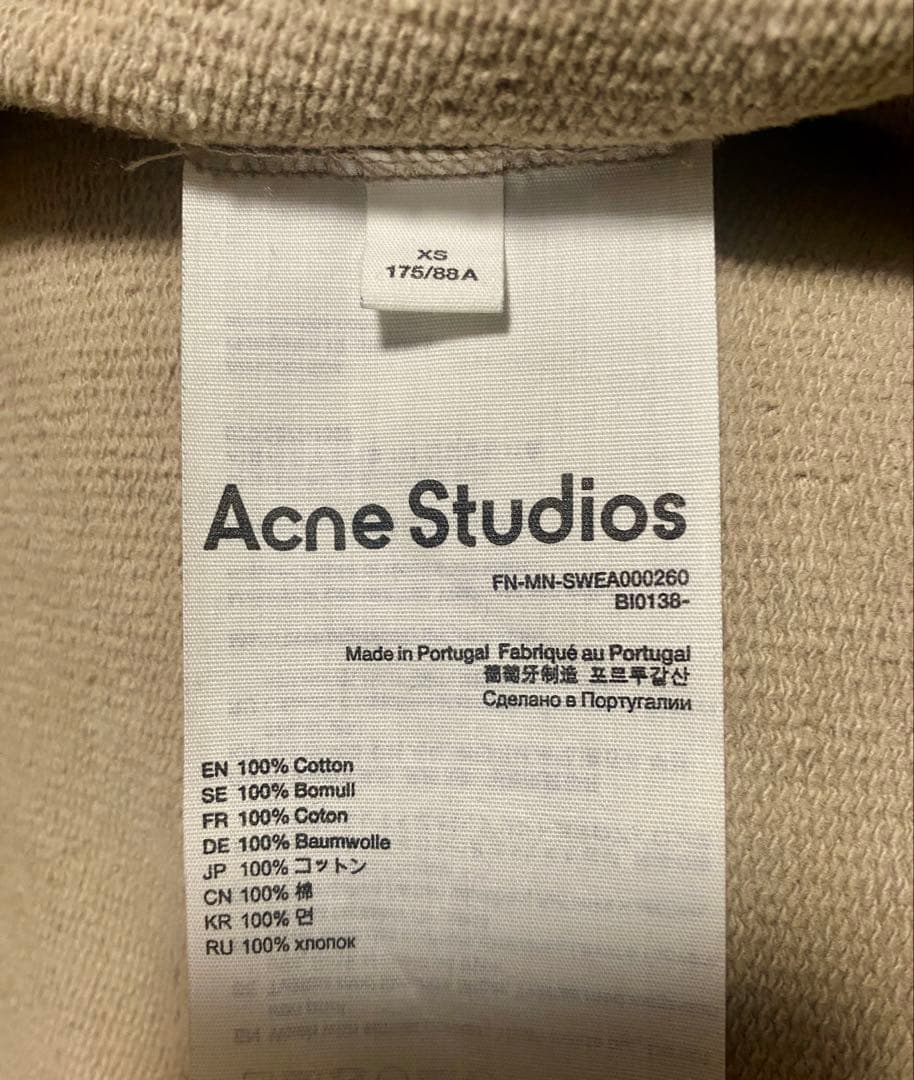 XS
175/88A
Acne Studios
FN-MN-SWEA000260
BI0138-
Made in Portugal Fabriqué au Portugal
葡萄牙制造 포르투갈산
Сделано в Португалии
EN 100% Cotton
SE 100% Bomull
FR 100% Coton
DE 100% Baumwolle
JP 100% コットン
CN 100% 棉
KR 100% 면
RU 100% хлопок